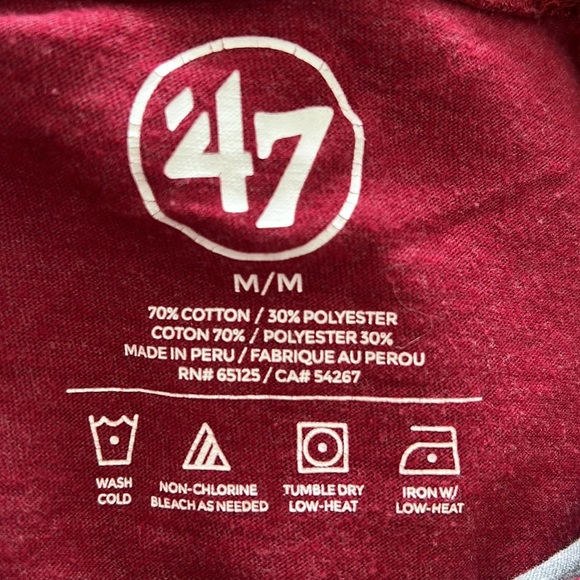 '47
M/M
70% COTTON / 30% POLYESTER
COTON 70% / POLYESTER 30%
MADE IN PERU / FABRIQUE AU PEROU
RN# 65125 / CA# 54267
WASH
COLD
NON-CHLORINE
BLEACH AS NEEDED
TUMBLE DRY
LOW-HEAT
IRON W/
LOW-HEAT